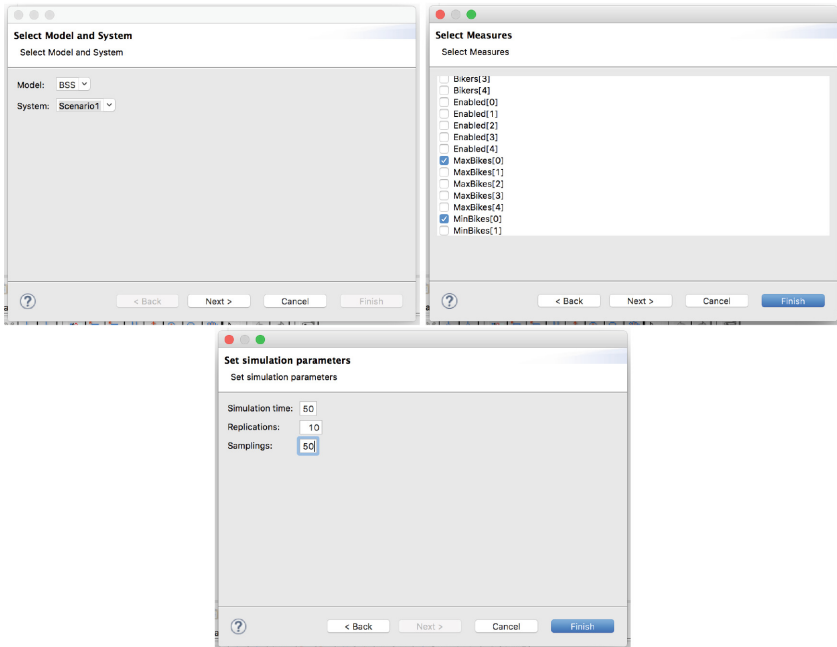 Select Model and System
Select Model and System
Model: BSS
System: Scenario1
? < Back Next > Cancel Finish
Select Measures
Select Measures
Bikers[3]
Bikers[4]
Enabled[0]
Enabled[1]
Enabled[2]
Enabled[3]
Enabled[4]
MaxBikes[0]
MaxBikes[1]
MaxBikes[2]
MaxBikes[3]
MaxBikes[4]
MinBikes[0]
MinBikes[1]
? < Back Next > Cancel Finish
Set simulation parameters
Set simulation parameters
Simulation time: 50
Replications: 10
Samplings: 50
? < Back Next > Cancel Finish